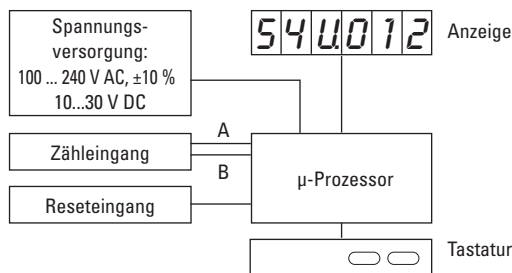 Spannungs-
versorgung:
100 ... 240 V AC, ±10 %
10...30 V DC
54U.012
Anzeige
A
Zähleingang
B
µ-Prozessor
Reseteingang
Tastatur